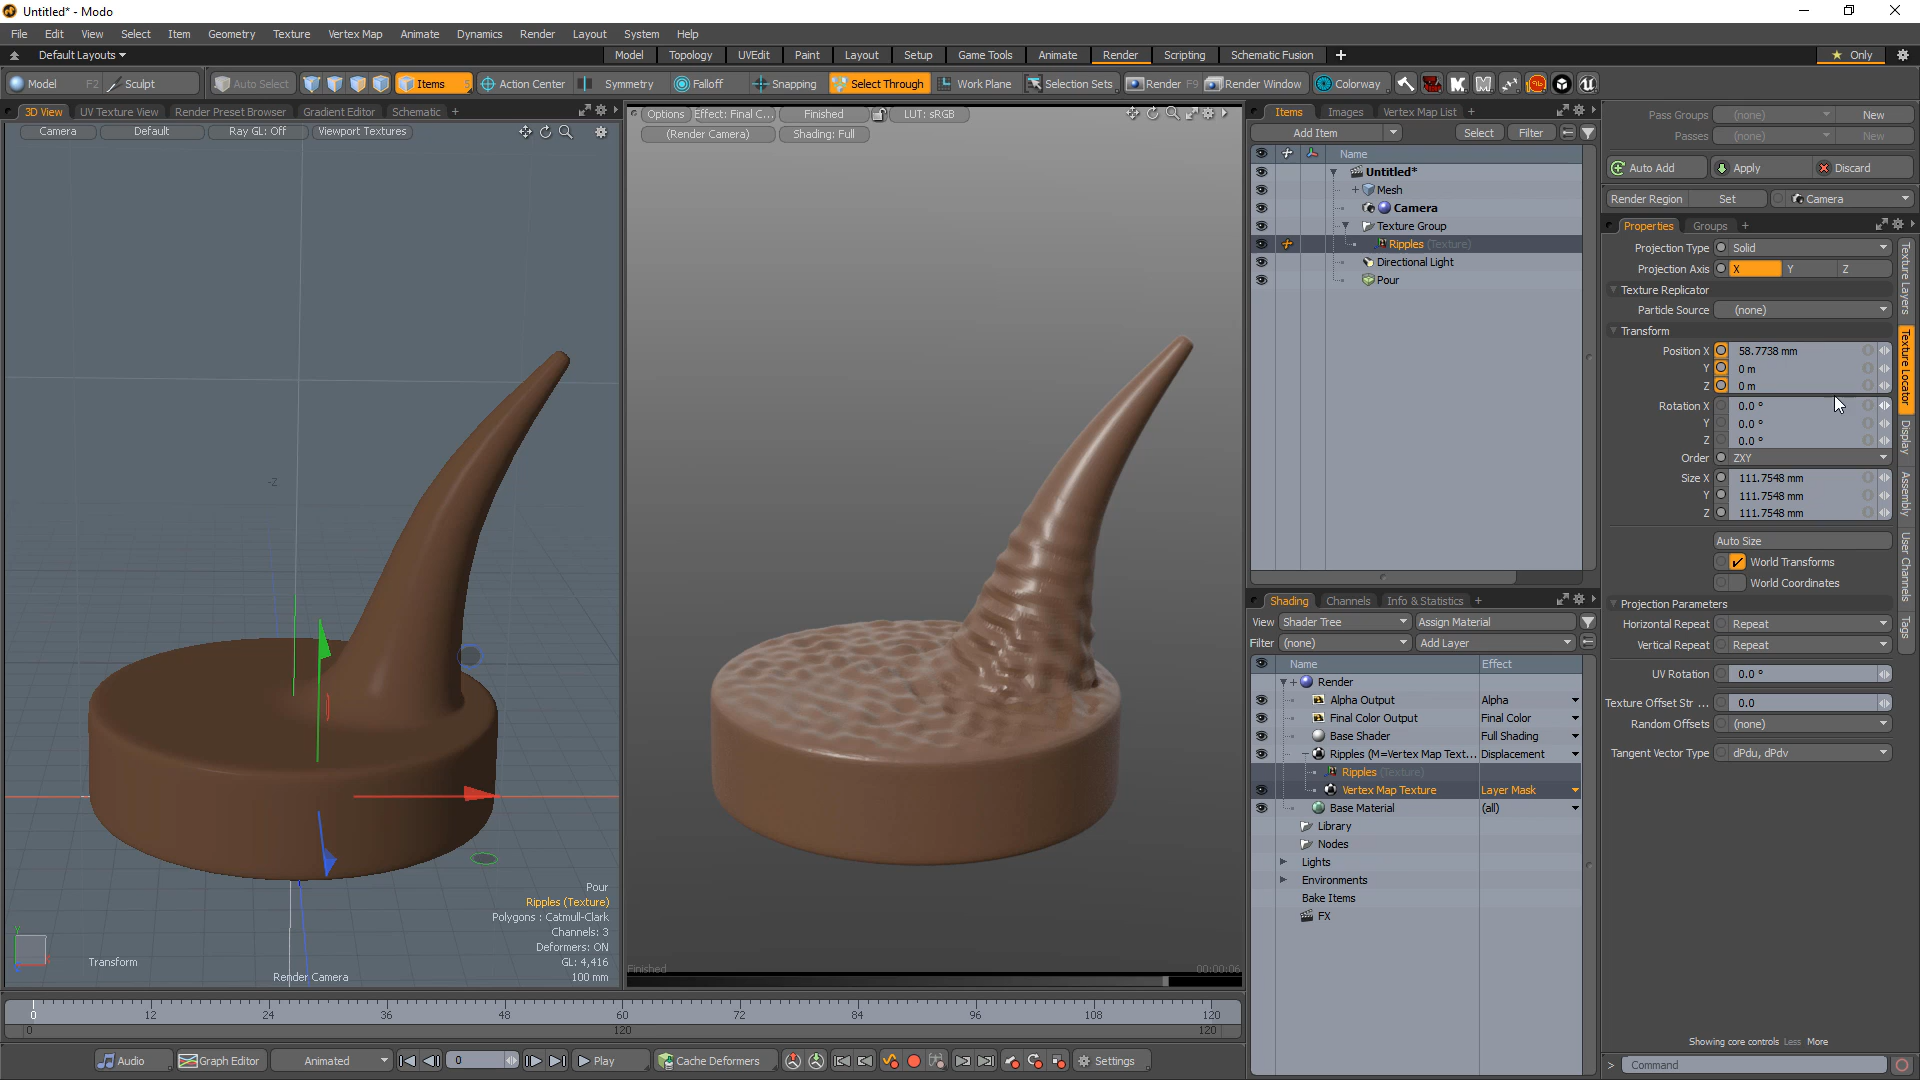 Untitled* - Modo
File Edit View Select Item Geometry Texture Vertex Map Animate Dynamics Render Layout System Help
Default Layouts Model Topology UVEdit Paint Layout Setup Game Tools Animate Render Scripting Schematic Fusion Only
Model F2 Sculpt Auto Select Items 5 Action Center Symmetry Falloff Snapping Select Through Work Plane Selection Sets Render F9 Render Window Colorway
3D View UV Texture View Render Preset Browser Gradient Editor Schematic
Camera Default Ray GL: Off Viewport Textures
-Z
Pour
Ripples (Texture)
Polygons : Catmull-Clark
Channels: 3
Deformers: ON
GL: 4,416
100 mm
Transform
Render Camera
Options Effect: Final C... Finished LUT: sRGB
(Render Camera) Shading: Full
Finished 00:00:06
Items Images Vertex Map List
Add Item Select Filter
Name
Untitled*
Mesh
Camera
Texture Group
Ripples (Texture)
Directional Light
Pour
Shading Channels Info & Statistics
View Shader Tree Assign Material
Filter (none) Add Layer
Name Effect
Render
Alpha Output Alpha
Final Color Output Final Color
Base Shader Full Shading
Ripples (M=Vertex Map Text... Displacement
Ripples (Texture)
Vertex Map Texture Layer Mask
Base Material (all)
Library
Nodes
Lights
Environments
Bake Items
FX
Pass Groups (none) New
Passes (none) New
Auto Add Apply Discard
Render Region Set Camera
Properties Groups
Projection Type Solid
Projection Axis X Y Z
Texture Replicator
Particle Source (none)
Transform
Position X 58.7738 mm
Y 0 m
Z 0 m
Rotation X 0.0 °
Y 0.0 °
Z 0.0 °
Order ZXY
Size X 111.7548 mm
Y 111.7548 mm
Z 111.7548 mm
Auto Size
World Transforms
World Coordinates
Projection Parameters
Horizontal Repeat Repeat
Vertical Repeat Repeat
UV Rotation 0.0 °
Texture Offset Str ... 0.0
Random Offsets (none)
Tangent Vector Type dPdu, dPdv
Texture Layers
Texture Locator
Display
Assembly
User Channels
Tags
Showing core controls Less More
Command
0 12 24 36 48 60 72 84 96 108 120
0 120 120
Audio Graph Editor Animated 0 Play Cache Deformers Settings